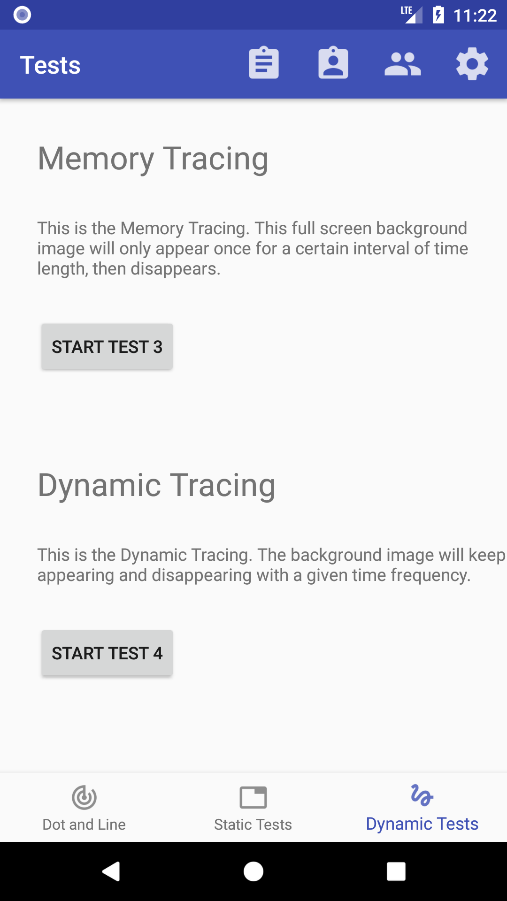 LTE 11:22
Tests
Memory Tracing
This is the Memory Tracing. This full screen background
image will only appear once for a certain interval of time
length, then disappears.
START TEST 3
Dynamic Tracing
This is the Dynamic Tracing. The background image will keep
appearing and disappearing with a given time frequency.
START TEST 4
Dot and Line Static Tests Dynamic Tests